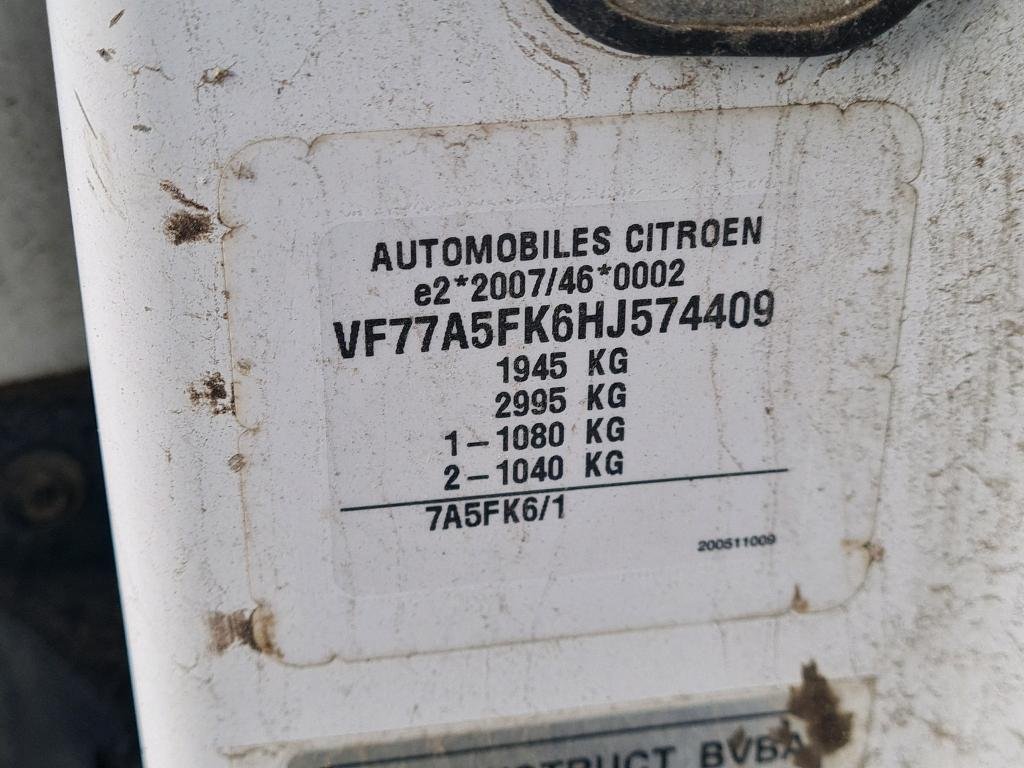 AUTOMOBILES CITROEN
e2*2007/46*0002
VF77A5FK6HJ574409
1945 KG
2995 KG
1-1080 KG
2-1040 KG
7A5FK6/1
200511009
BVBA